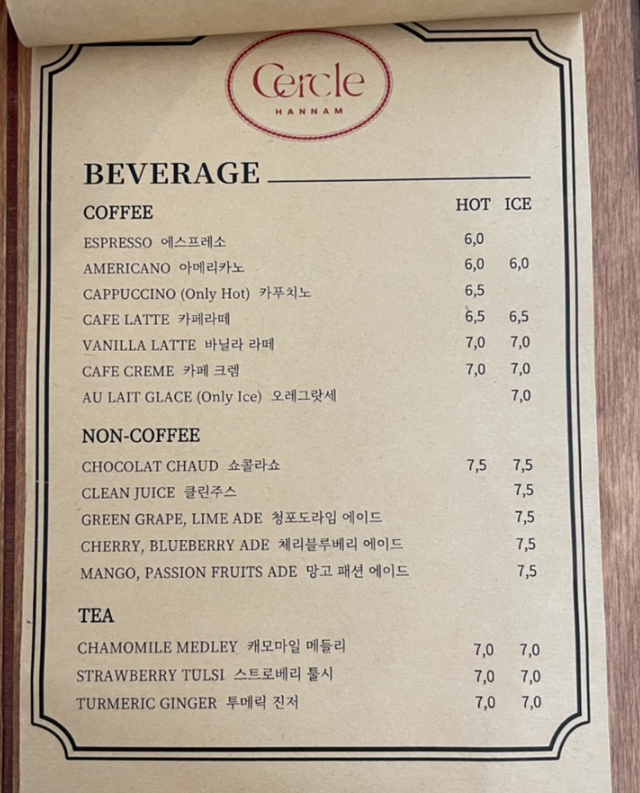 Cercle
HANNAM
BEVERAGE
COFFEE HOT ICE
ESPRESSO 에스프레소 6,0
AMERICANO 아메리카노 6,0 6,0
CAPPUCCINO (Only Hot) 카푸치노 6,5
CAFE LATTE 카페라떼 6,5 6,5
VANILLA LATTE 바닐라 라떼 7,0 7,0
CAFE CREME 카페 크렘 7,0 7,0
AU LAIT GLACE (Only Ice) 오레그랏세 7,0
NON-COFFEE
CHOCOLAT CHAUD 쇼콜라쇼 7,5 7,5
CLEAN JUICE 클린주스 7,5
GREEN GRAPE, LIME ADE 청포도라임 에이드 7,5
CHERRY, BLUEBERRY ADE 체리블루베리 에이드 7,5
MANGO, PASSION FRUITS ADE 망고 패션 에이드 7,5
TEA
CHAMOMILE MEDLEY 캐모마일 메들리 7,0 7,0
STRAWBERRY TULSI 스트로베리 툴시 7,0 7,0
TURMERIC GINGER 투메릭 진저 7,0 7,0